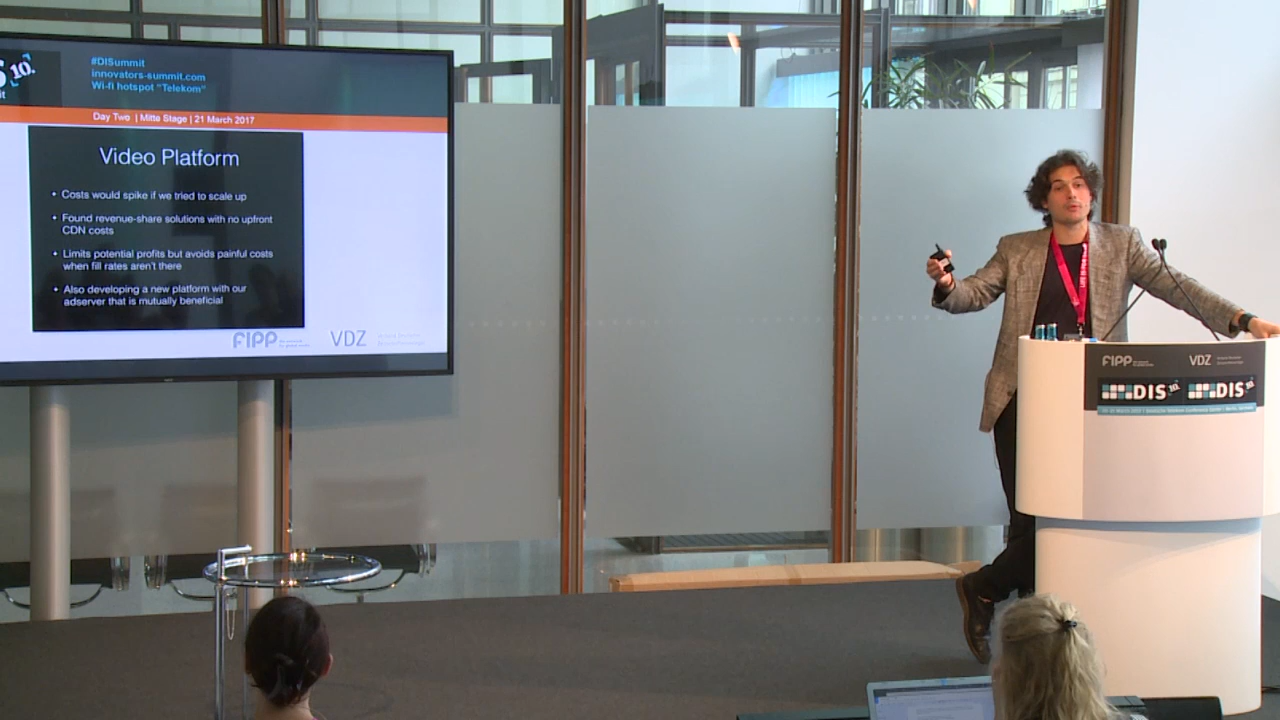 #DISummit
innovators-summit.com
Wi-fi hotspot "Telekom"
10.
Day Two | Mitte Stage | 21 March 2017
Video Platform
• Costs would spike if we tried to scale up
• Found revenue-share solutions with no upfront
CDN costs
• Limits potential profits but avoids painful costs
when fill rates aren't there
• Also developing a new platform with our
adserver that is mutually beneficial
FIPP VDZ
FIPP VDZ
DIS 10. DIS 10.